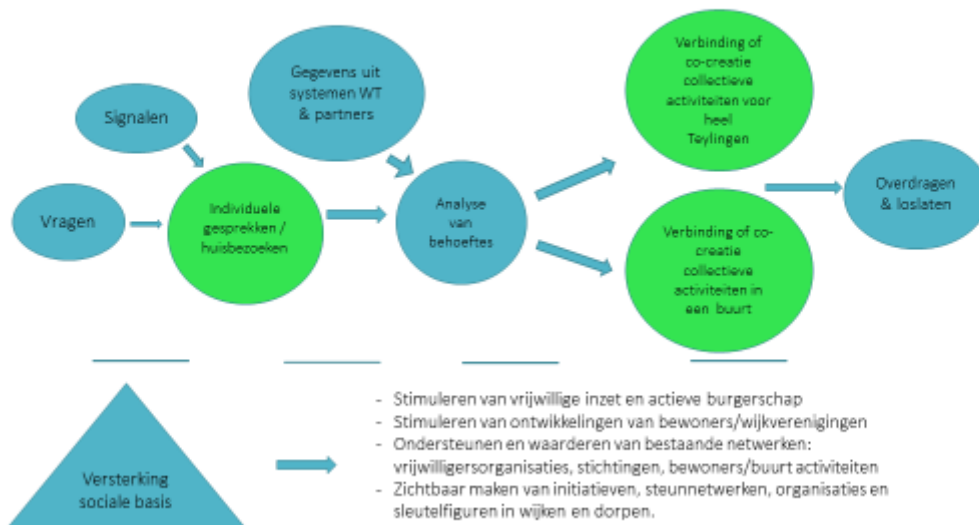 Signalen
Vragen
Individuele
gesprekken /
huisbezoeken
Gegevens uit
systemen WT
& partners
Analyse
van
behoeftes
Verbinding of
co-creatie
collectieve
activiteiten voor
heel
Teylingen
Verbinding of co-
creatie
collectieve
activiteiten in
een buurt
Overdragen
& loslaten
Versterking
sociale basis
- Stimuleren van vrijwillige inzet en actieve burgerschap
- Stimuleren van ontwikkelingen van bewoners/wijkverenigingen
- Ondersteunen en waarderen van bestaande netwerken:
vrijwilligersorganisaties, stichtingen, bewoners/buurt activiteiten
- Zichtbaar maken van initiatieven, steunnetwerken, organisaties en
sleutelfiguren in wijken en dorpen.